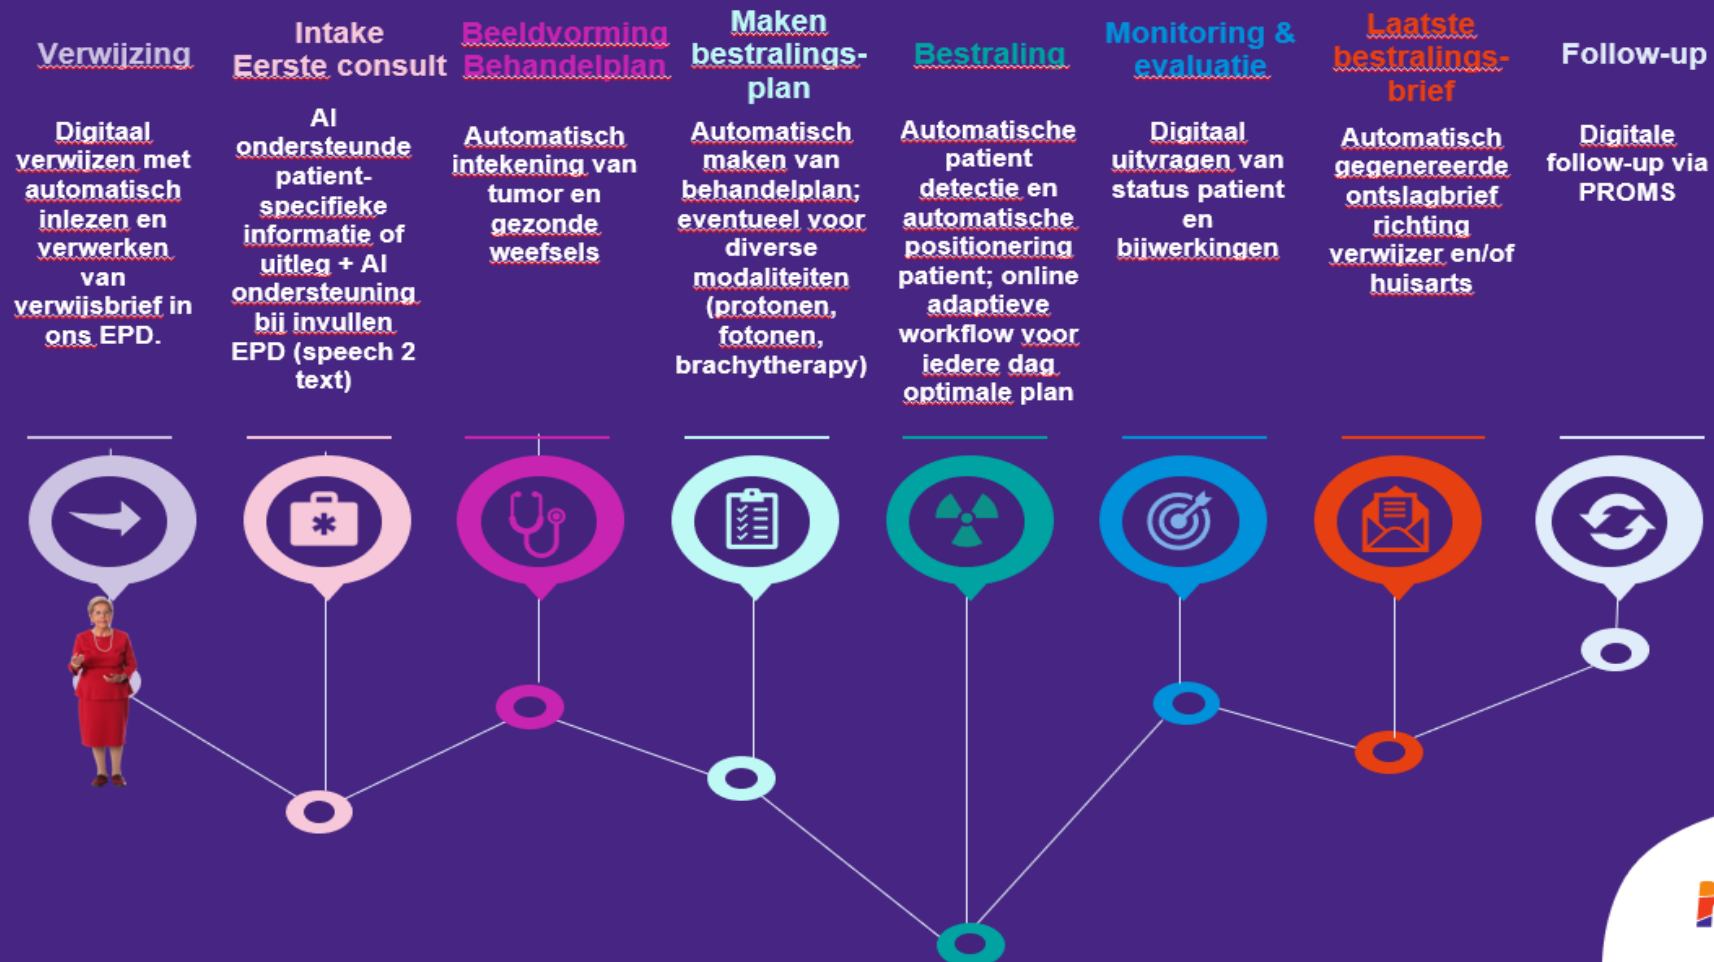 Verwijzing
Digitaal
verwijzen met
automatisch
inlezen en
verwerken
van
verwijsbrief in
ons EPD.
Intake
Eerste consult
AI
ondersteunde
patient-
specifieke
informatie of
uitleg + AI
ondersteuning
bij invullen
EPD (speech 2
text)
Beeldvorming
Behandelplan
Automatisch
intekening van
tumor en
gezonde
weefsels
Maken
bestralings-
plan
Automatisch
maken van
behandelplan;
eventueel voor
diverse
modaliteiten
(protonen,
fotonen,
brachytherapy)
Bestraling
Automatische
patient
detectie en
automatische
positionering
patient; online
adaptieve
workflow voor
iedere dag
optimale plan
Monitoring &
evaluatie
Digitaal
uitvragen van
status patient
en
bijwerkingen
Laatste
bestralings-
brief
Automatisch
gegenereerde
ontslagbrief
richting
verwijzer en/of
huisarts
Follow-up
Digitale
follow-up via
PROMS